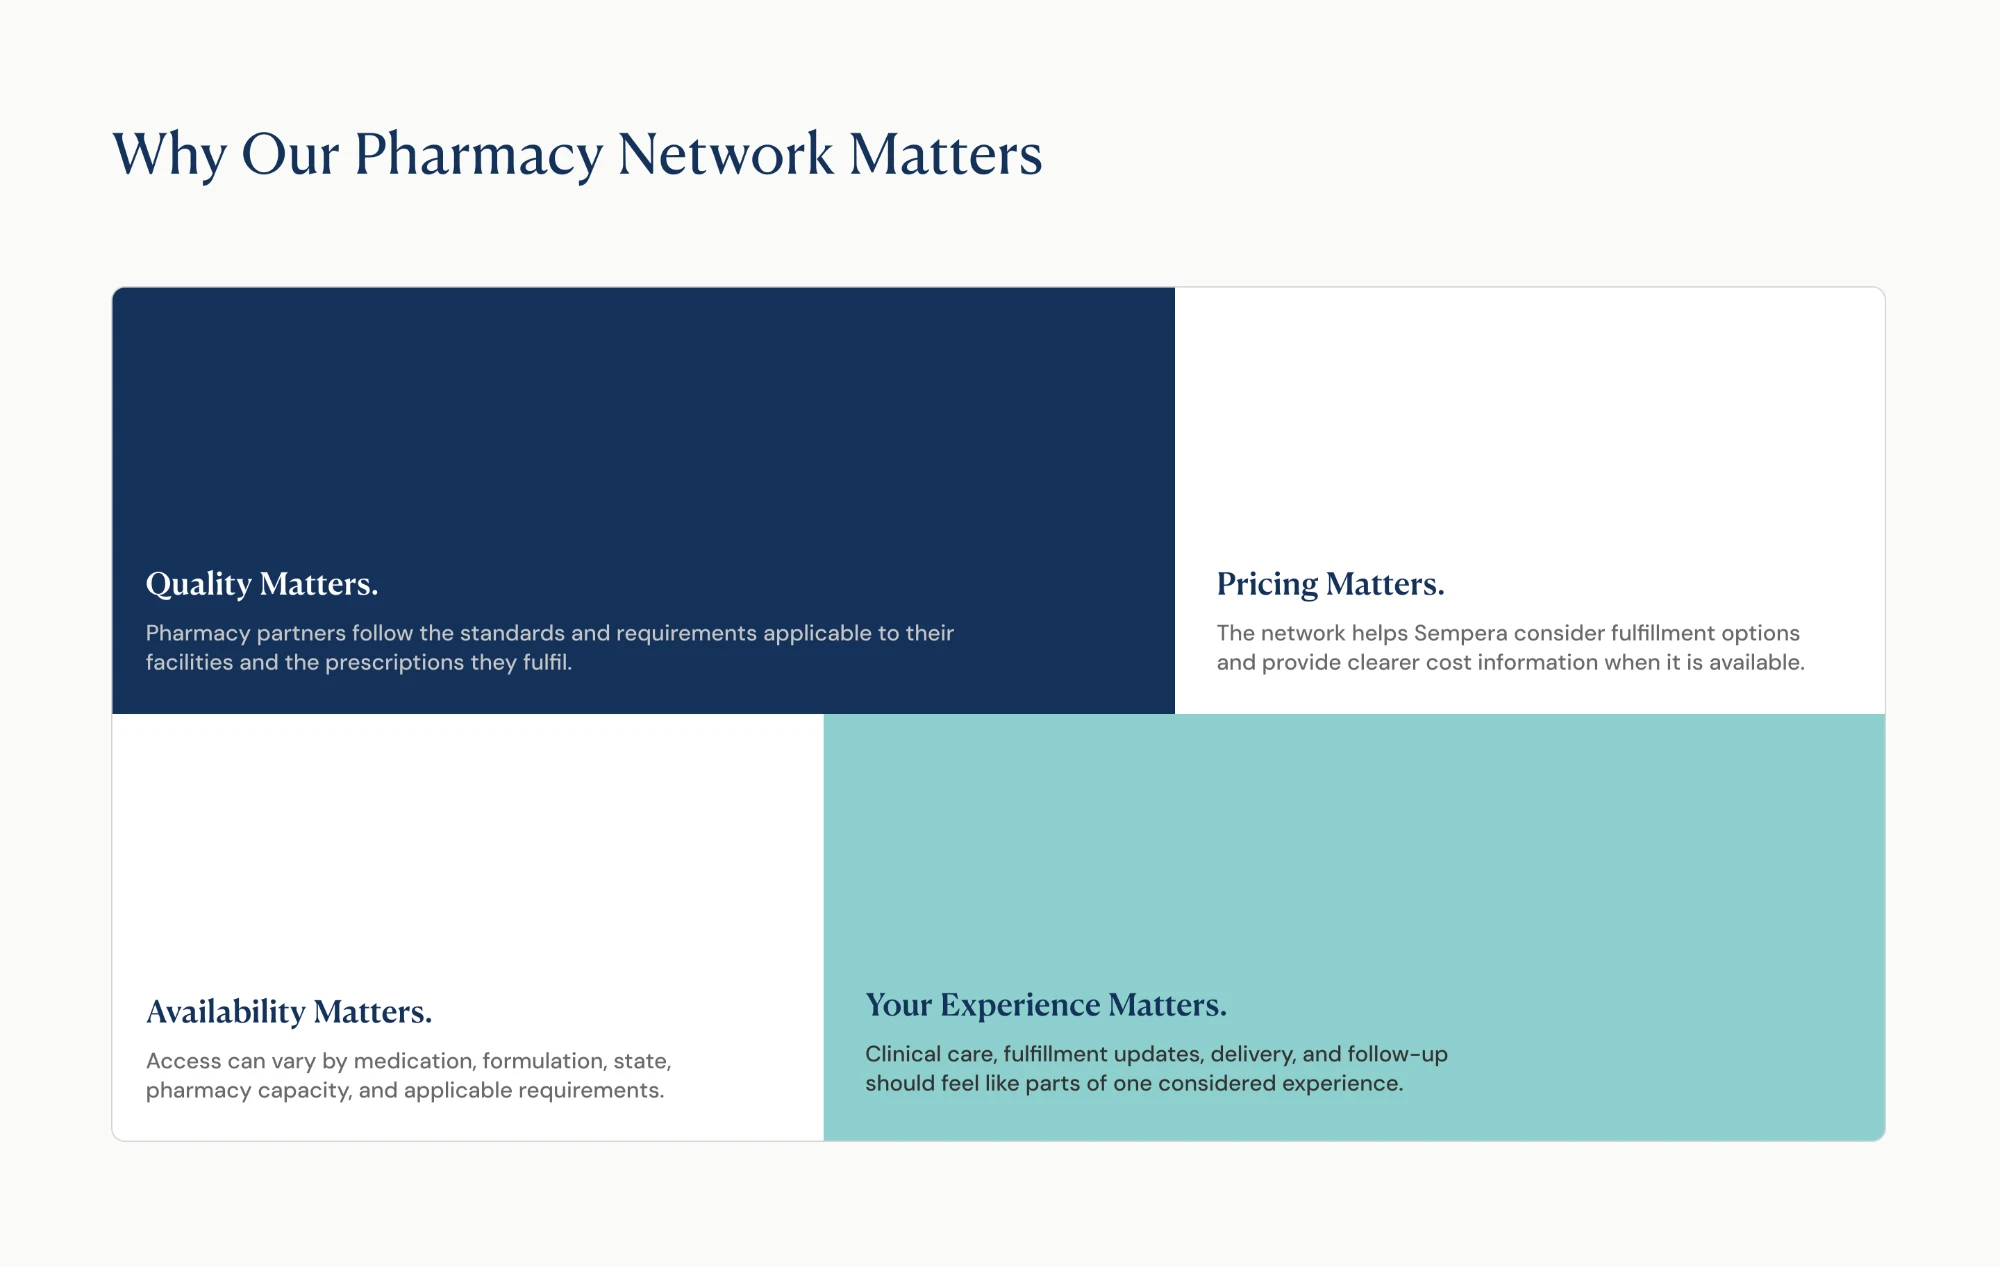 Why Our Pharmacy Network Matters
Quality Matters.
Pharmacy partners follow the standards and requirements applicable to their
facilities and the prescriptions they fulfil.
Pricing Matters.
The network helps Sempera consider fulfillment options
and provide clearer cost information when it is available.
Availability Matters.
Access can vary by medication, formulation, state,
pharmacy capacity, and applicable requirements.
Your Experience Matters.
Clinical care, fulfillment updates, delivery, and follow-up
should feel like parts of one considered experience.